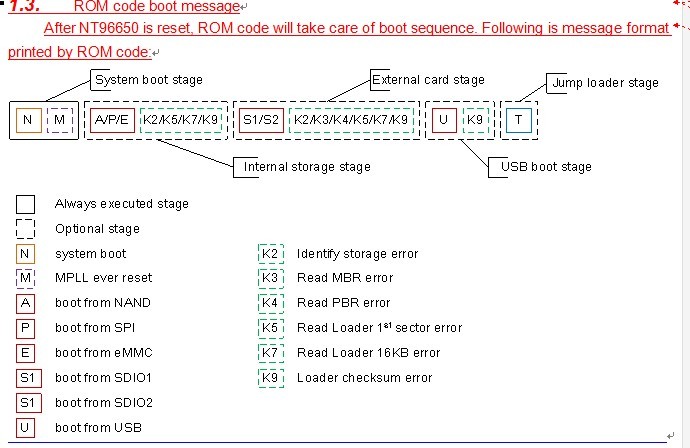 1.3. ROM code boot message
After NT96650 is reset, ROM code will take care of boot sequence. Following is message format
printed by ROM code:
System boot stage
External card stage
Jump loader stage
N M A/P/E K2/K5/K7/K9 S1/S2 K2/K3/K4/K5/K7/K9 U K9 T
Internal storage stage
USB boot stage
Always executed stage
Optional stage
N system boot
M MPLL ever reset
A boot from NAND
P boot from SPI
E boot from eMMC
S1 boot from SDIO1
S1 boot from SDIO2
U boot from USB
K2 Identify storage error
K3 Read MBR error
K4 Read PBR error
K5 Read Loader 1st sector error
K7 Read Loader 16KB error
K9 Loader checksum error